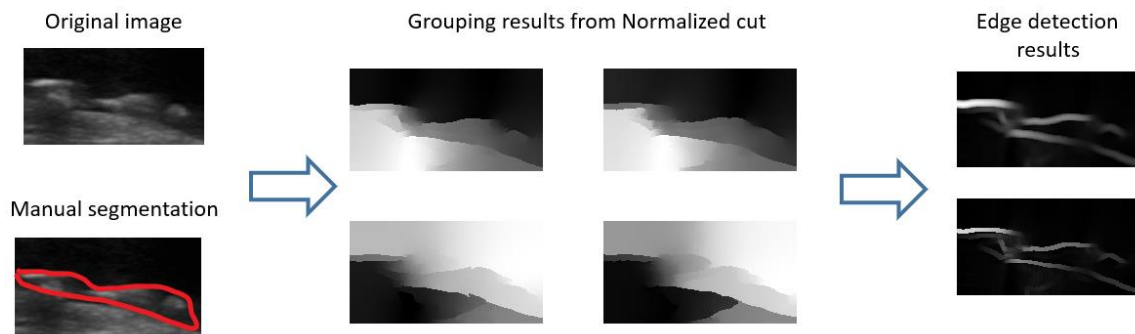 Original image
Grouping results from Normalized cut
Edge detection
results
Manual segmentation